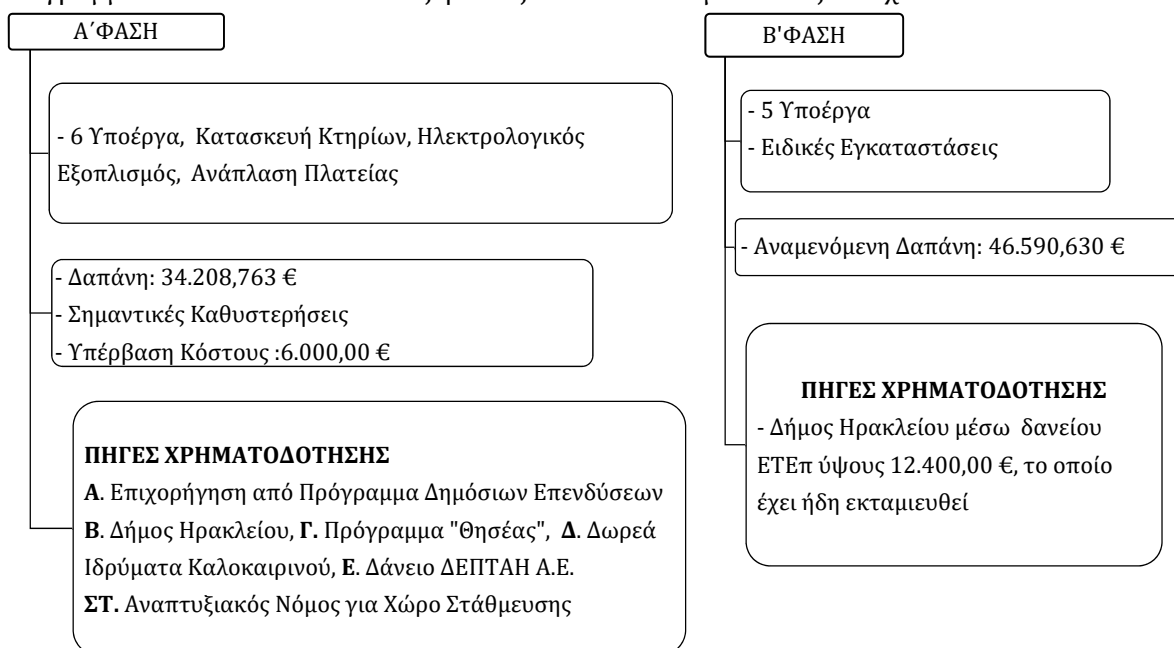 Α΄ΦΑΣΗ
- 6 Υποέργα, Κατασκευή Κτηρίων, Ηλεκτρολογικός
Εξοπλισμός, Ανάπλαση Πλατείας
- Δαπάνη: 34.208,763 €
- Σημαντικές Καθυστερήσεις
- Υπέρβαση Κόστους :6.000,00 €
ΠΗΓΕΣ ΧΡΗΜΑΤΟΔΟΤΗΣΗΣ
Α. Επιχορήγηση από Πρόγραμμα Δημόσιων Επενδύσεων
Β. Δήμος Ηρακλείου, Γ. Πρόγραμμα "Θησέας", Δ. Δωρεά
Ιδρύματα Καλοκαιρινού, Ε. Δάνειο ΔΕΠΤΑΗ Α.Ε.
ΣΤ. Αναπτυξιακός Νόμος για Χώρο Στάθμευσης
Β'ΦΑΣΗ
- 5 Υποέργα
- Ειδικές Εγκαταστάσεις
- Αναμενόμενη Δαπάνη: 46.590,630 €
ΠΗΓΕΣ ΧΡΗΜΑΤΟΔΟΤΗΣΗΣ
- Δήμος Ηρακλείου μέσω δανείου
ΕΤΕπ ύψους 12.400,00 €, το οποίο
έχει ήδη εκταμιευθεί